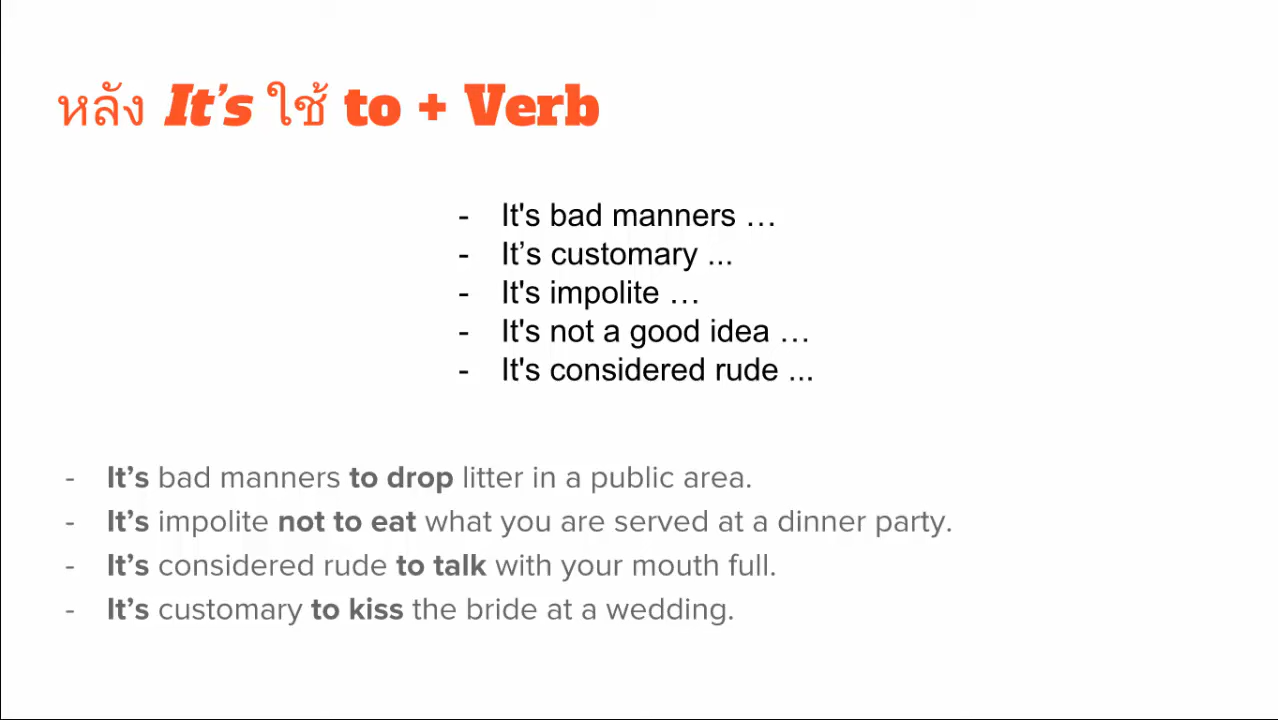 หลัง It’s ใช้ to + Verb
- It's bad manners …
- It’s customary ...
- It's impolite …
- It's not a good idea …
- It's considered rude ...
- It’s bad manners to drop litter in a public area.
- It’s impolite not to eat what you are served at a dinner party.
- It’s considered rude to talk with your mouth full.
- It’s customary to kiss the bride at a wedding.